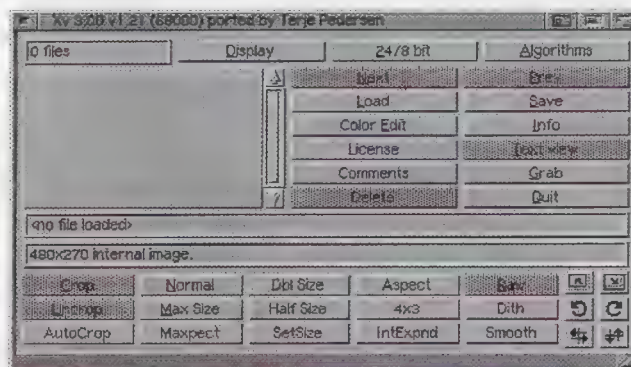 Xv 3.00 v1.21 (68000) ported by Terje Pedersen
0 files Display 24/8 bit Algorithms
Next Prev
Load Save
Color Edit Info
License Text view
Comments Grab
Delete Quit
<no file loaded>
480x270 internal image.
Crop Normal Dbl Size Aspect Raw
Uncrop Max Size Half Size 4x3 Dith
AutoCrop Maxpect SetSize IntExpnd Smooth